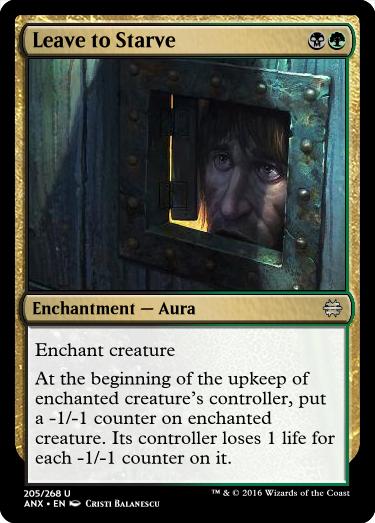 Leave to Starve
Enchantment — Aura
Enchant creature
At the beginning of the upkeep of
enchanted creature's controller, put
a -1/-1 counter on enchanted
creature. Its controller loses 1 life for
each -1/-1 counter on it.
205/268 U
ANX • EN Cristi Balanescu
™ & © 2016 Wizards of the Coast